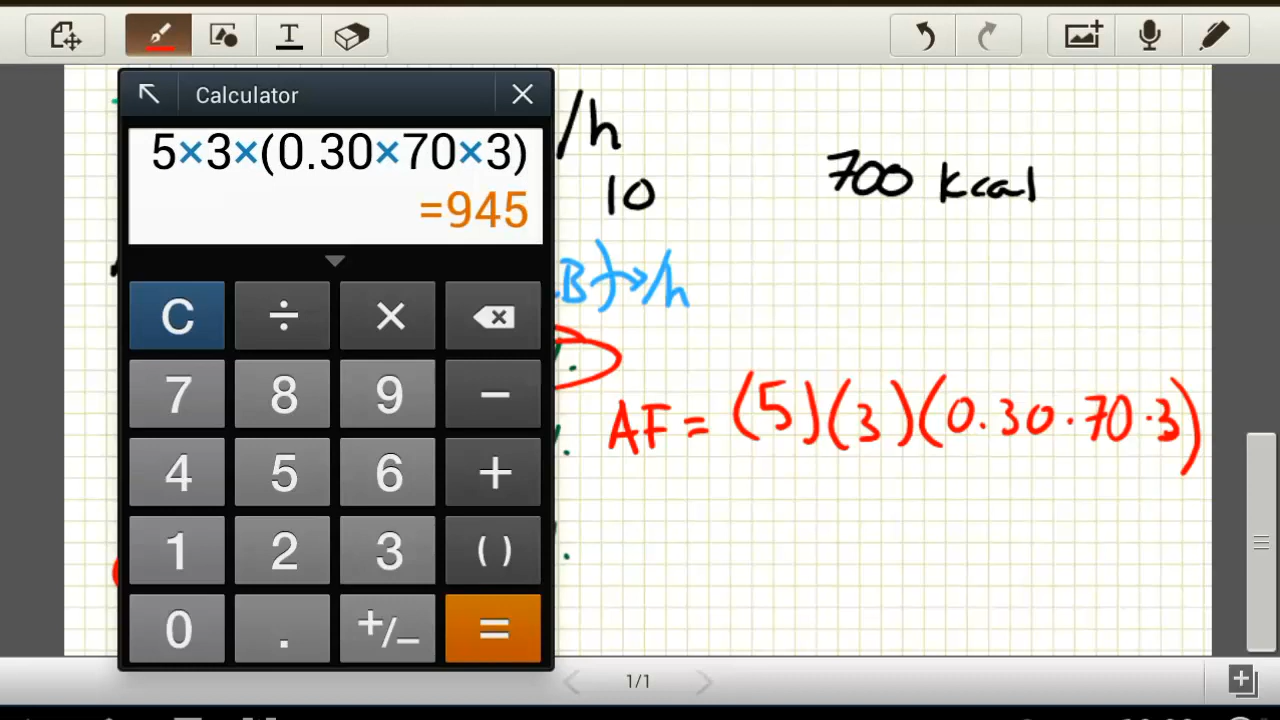 T
Calculator
5×3×(0.30×70×3)
=945
C ÷ ×
7 8 9 −
4 5 6 +
1 2 3 ( )
0 . +/− =
/h
10
700 kcal
B)→/h
AF = (5)(3)(0.30·70·3)
1/1